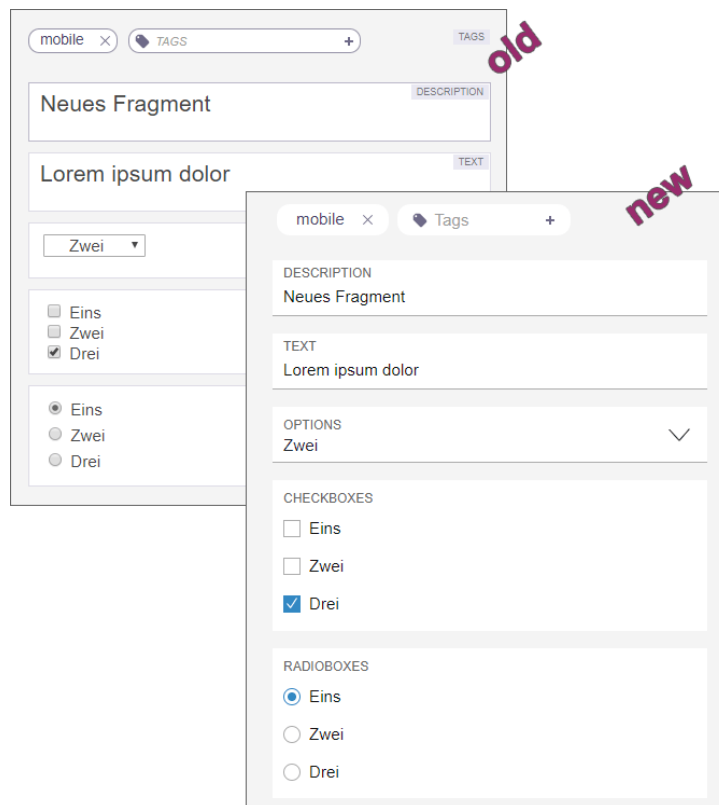 mobile × TAGS + TAGS
old
DESCRIPTION
Neues Fragment
TEXT
Lorem ipsum dolor
Zwei
Eins
Zwei
Drei
Eins
Zwei
Drei
new
mobile × Tags +
DESCRIPTION
Neues Fragment
TEXT
Lorem ipsum dolor
OPTIONS
Zwei
CHECKBOXES
Eins
Zwei
Drei
RADIOBOXES
Eins
Zwei
Drei